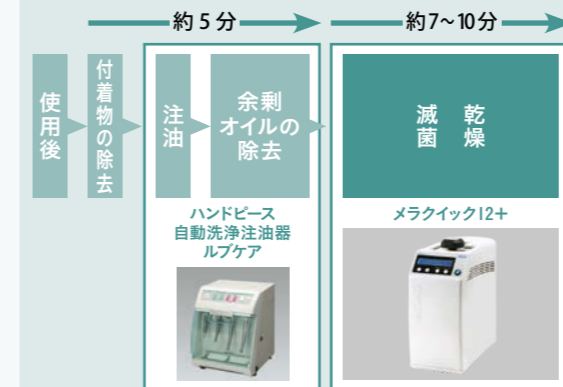 約5分
約7~10分
使用後
付着物の除去
注油
余剰
オイルの
除去
滅菌
乾燥
ハンドピース
自動洗浄注油器
ルブケア
メラクイック12+